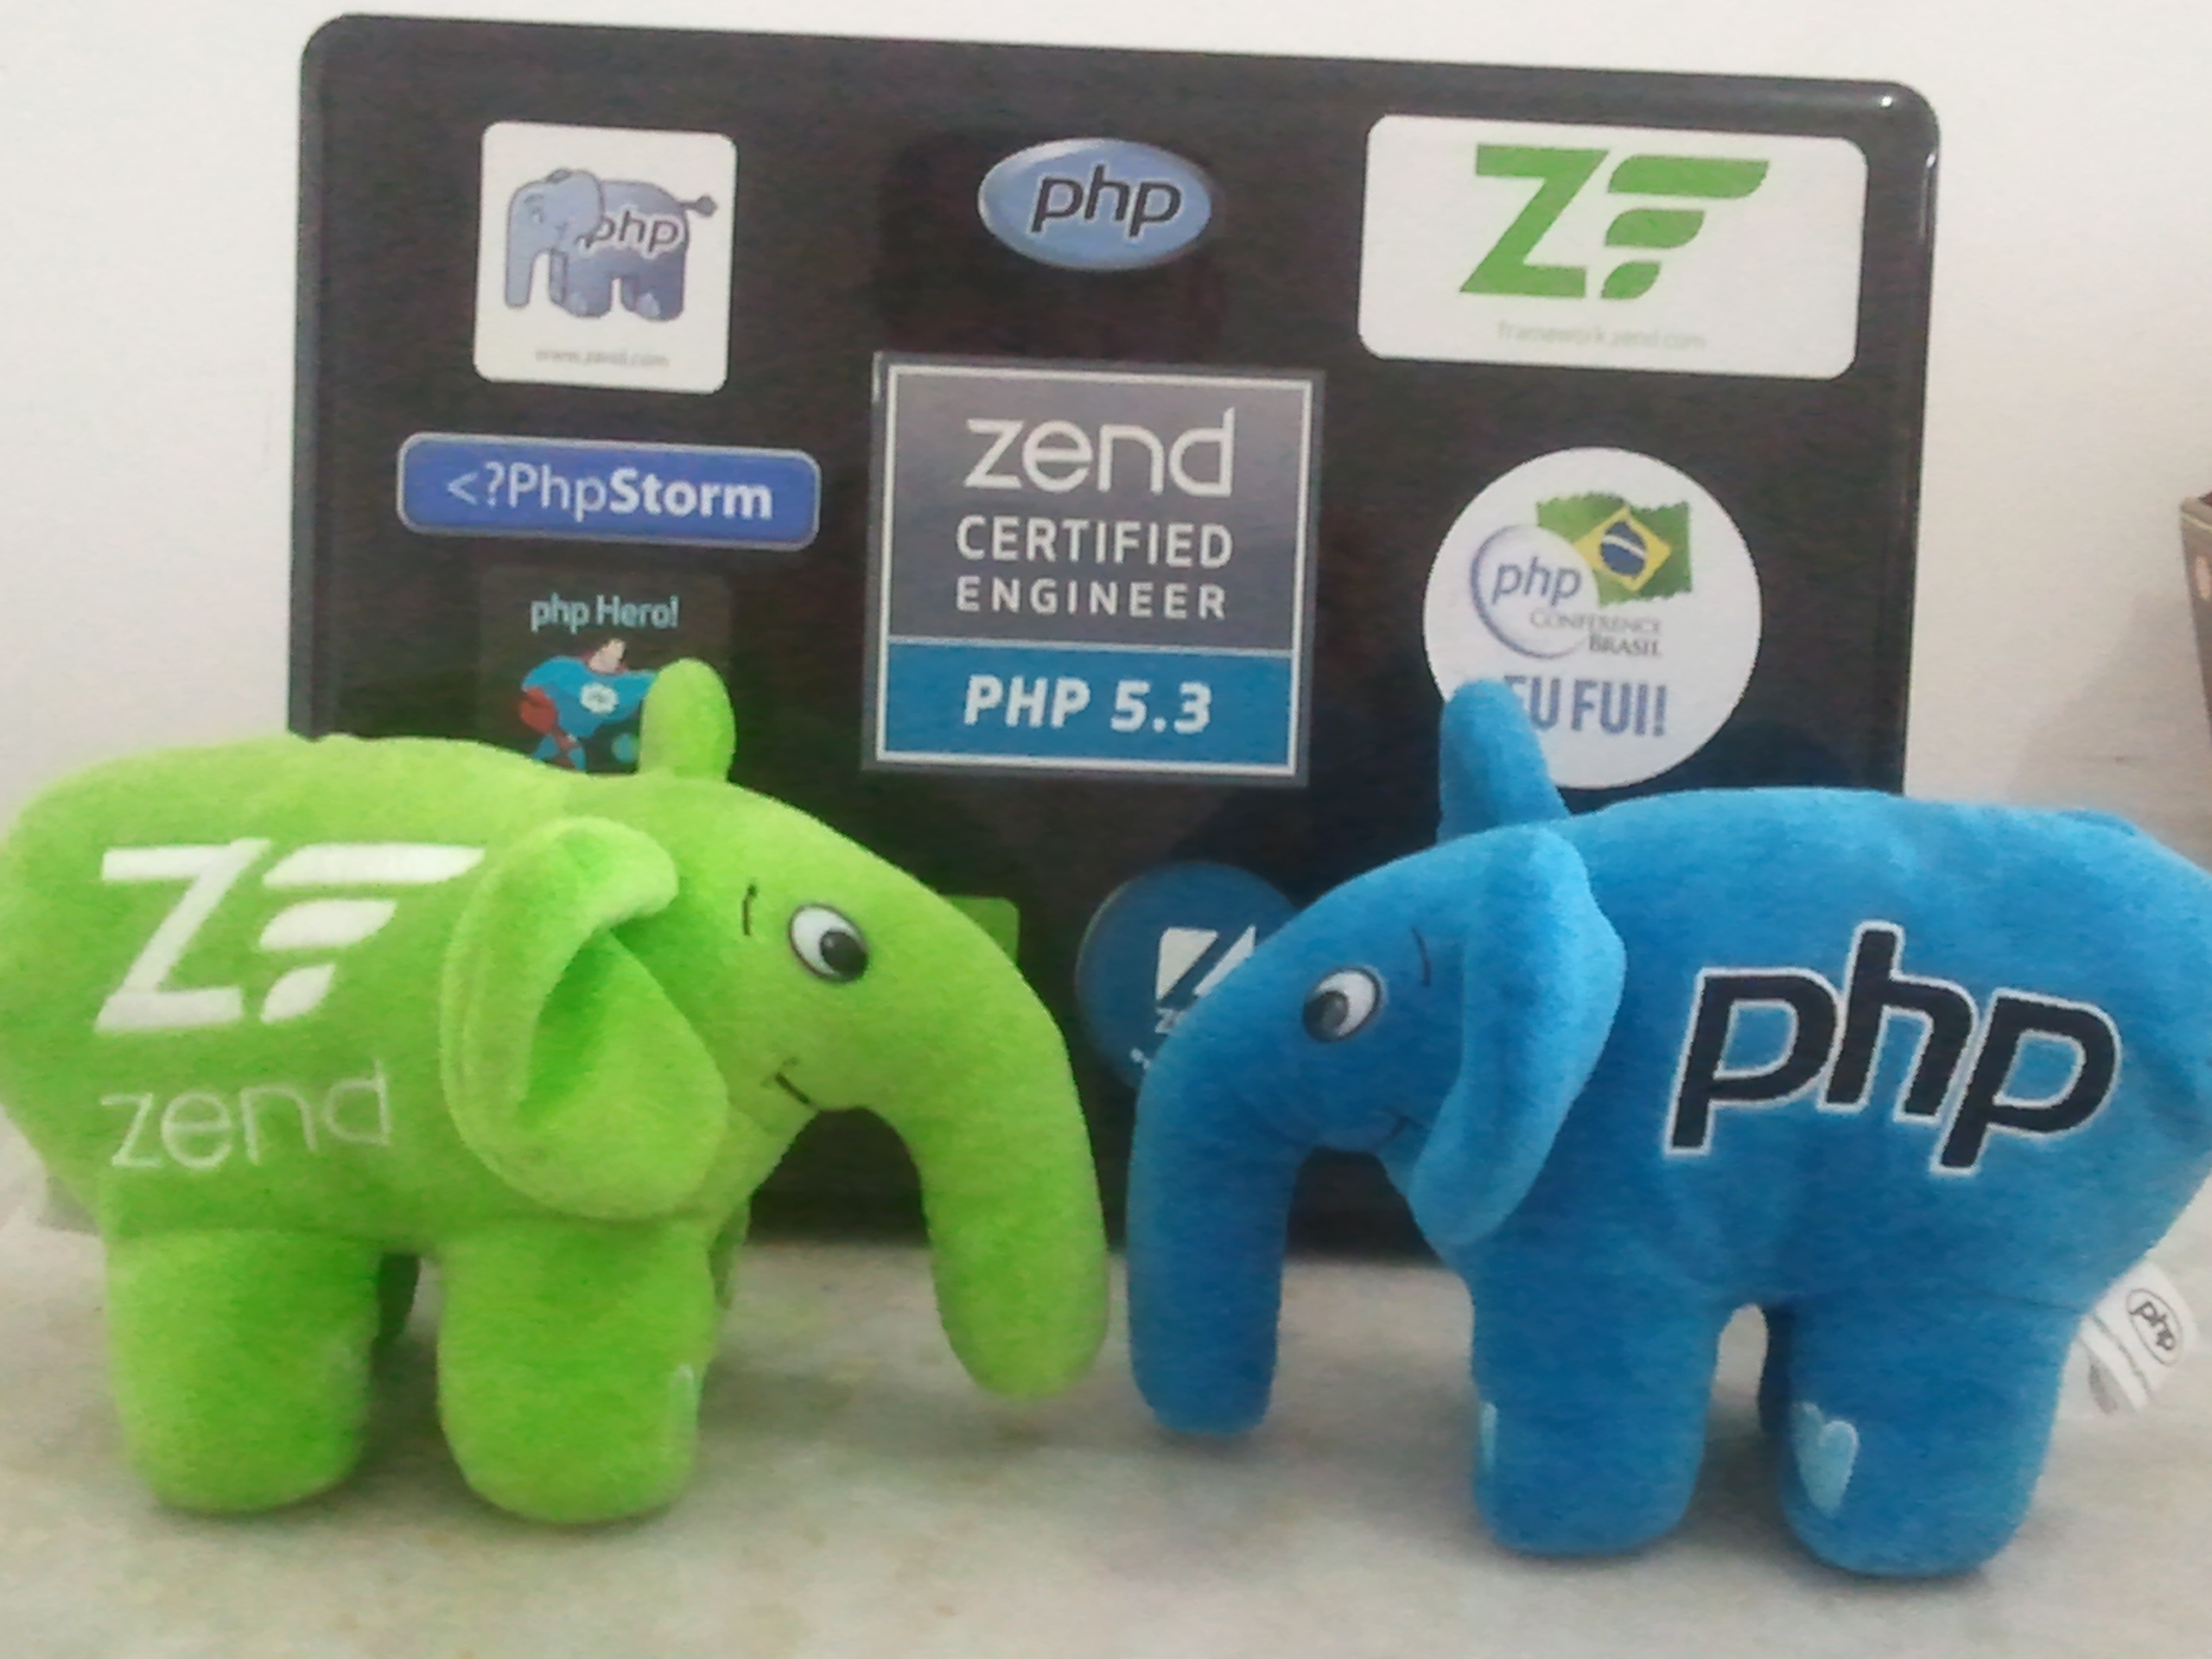 php
www.zend.com
php
ZF
framework.zend.com
<?PhpStorm
zend
CERTIFIED
ENGINEER
PHP 5.3
php
CONFERENCE
BRASIL
EU FUI!
php Hero!
php
ZF
zend
php
php